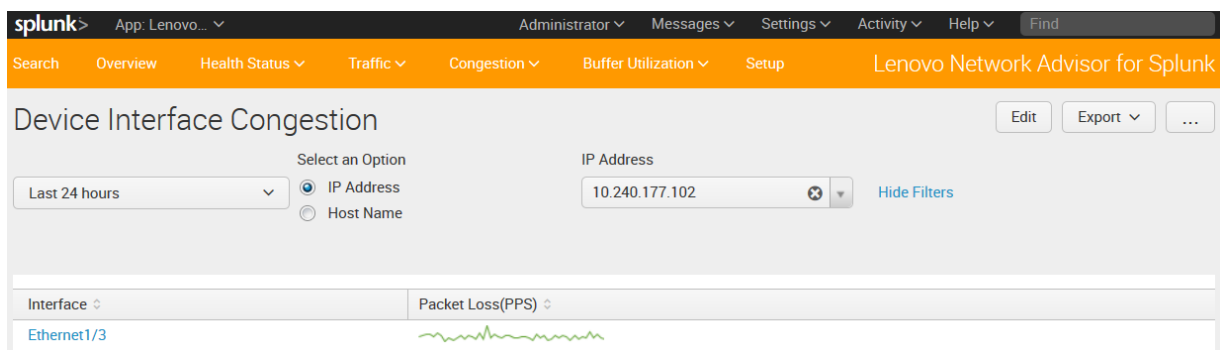 splunk> App: Lenovo... Administrator Messages Settings Activity Help Find
Search Overview Health Status Traffic Congestion Buffer Utilization Setup Lenovo Network Advisor for Splunk
Device Interface Congestion Edit Export ...
Select an Option IP Address
Last 24 hours IP Address 10.240.177.102 Hide Filters
Host Name
Interface Packet Loss(PPS)
Ethernet1/3